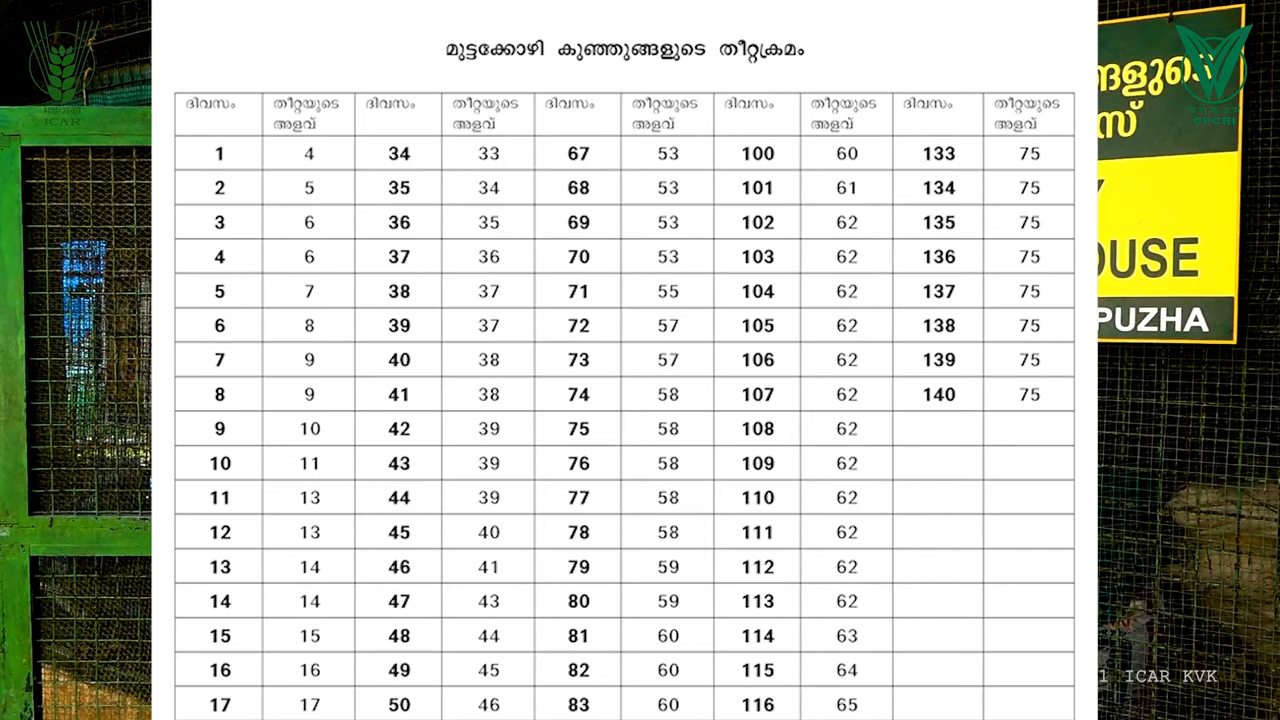 മുട്ടക്കോഴി കുഞ്ഞുങ്ങളുടെ തീറ്റക്രമം
ദിവസം തീറ്റയുടെ അളവ് ദിവസം തീറ്റയുടെ അളവ് ദിവസം തീറ്റയുടെ അളവ് ദിവസം തീറ്റയുടെ അളവ് ദിവസം തീറ്റയുടെ അളവ്
1 4 34 33 67 53 100 60 133 75
2 5 35 34 68 53 101 61 134 75
3 6 36 35 69 53 102 62 135 75
4 6 37 36 70 53 103 62 136 75
5 7 38 37 71 55 104 62 137 75
6 8 39 37 72 57 105 62 138 75
7 9 40 38 73 57 106 62 139 75
8 9 41 38 74 58 107 62 140 75
9 10 42 39 75 58 108 62
10 11 43 39 76 58 109 62
11 13 44 39 77 58 110 62
12 13 45 40 78 58 111 62
13 14 46 41 79 59 112 62
14 14 47 43 80 59 113 62
15 15 48 44 81 60 114 63
16 16 49 45 82 60 115 64
17 17 50 46 83 60 116 65
ICAR
CPCRI
ങ്ങളുടെ
സ്
OUSE
PUZHA
1 ICAR KVK